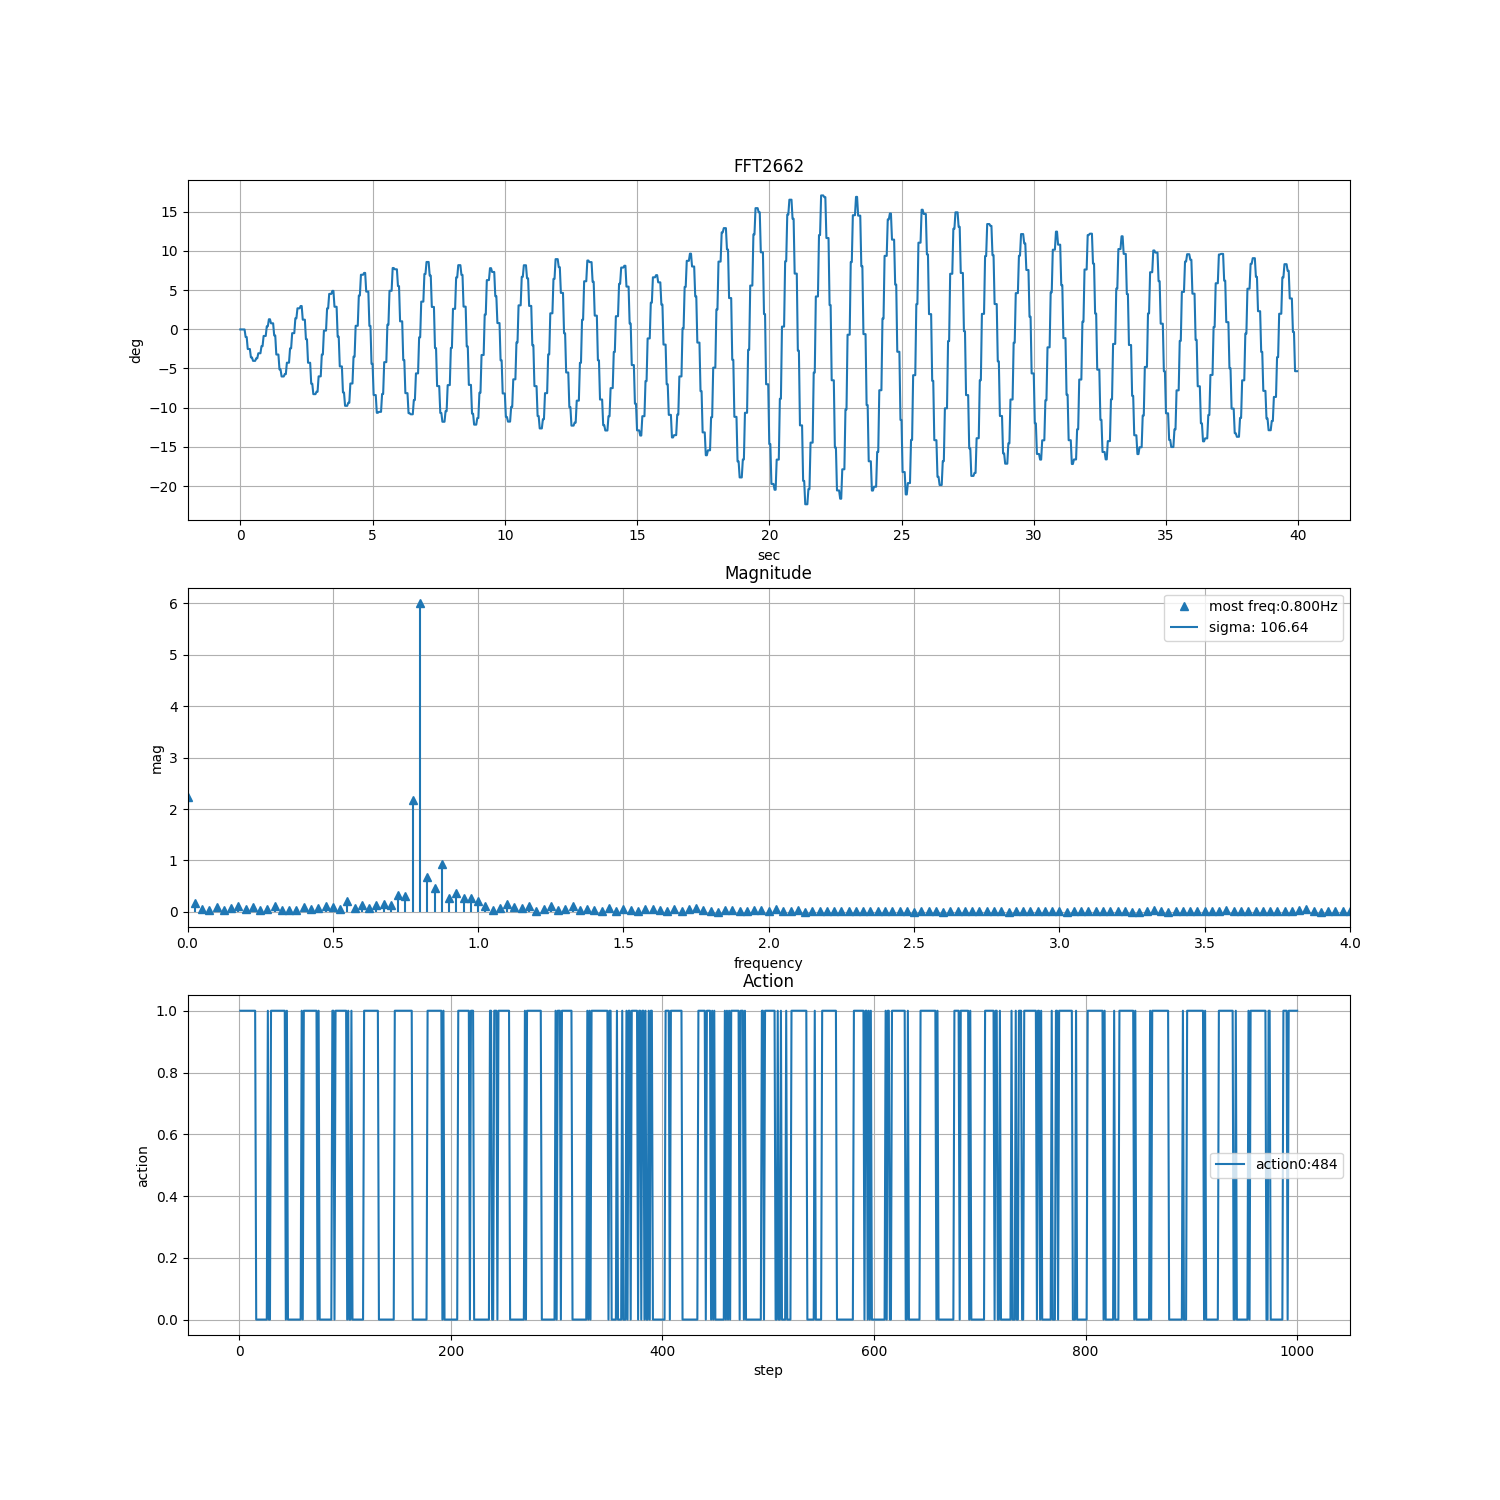 FFT2662
15
10
5
0
−5
−10
−15
−20
deg
0 5 10 15 20 25 30 35 40
sec
Magnitude
6
5
4
3
2
1
0
mag
most freq:0.800Hz
sigma: 106.64
0.0 0.5 1.0 1.5 2.0 2.5 3.0 3.5 4.0
frequency
Action
1.0
0.8
0.6
0.4
0.2
0.0
action
action0:484
0 200 400 600 800 1000
step